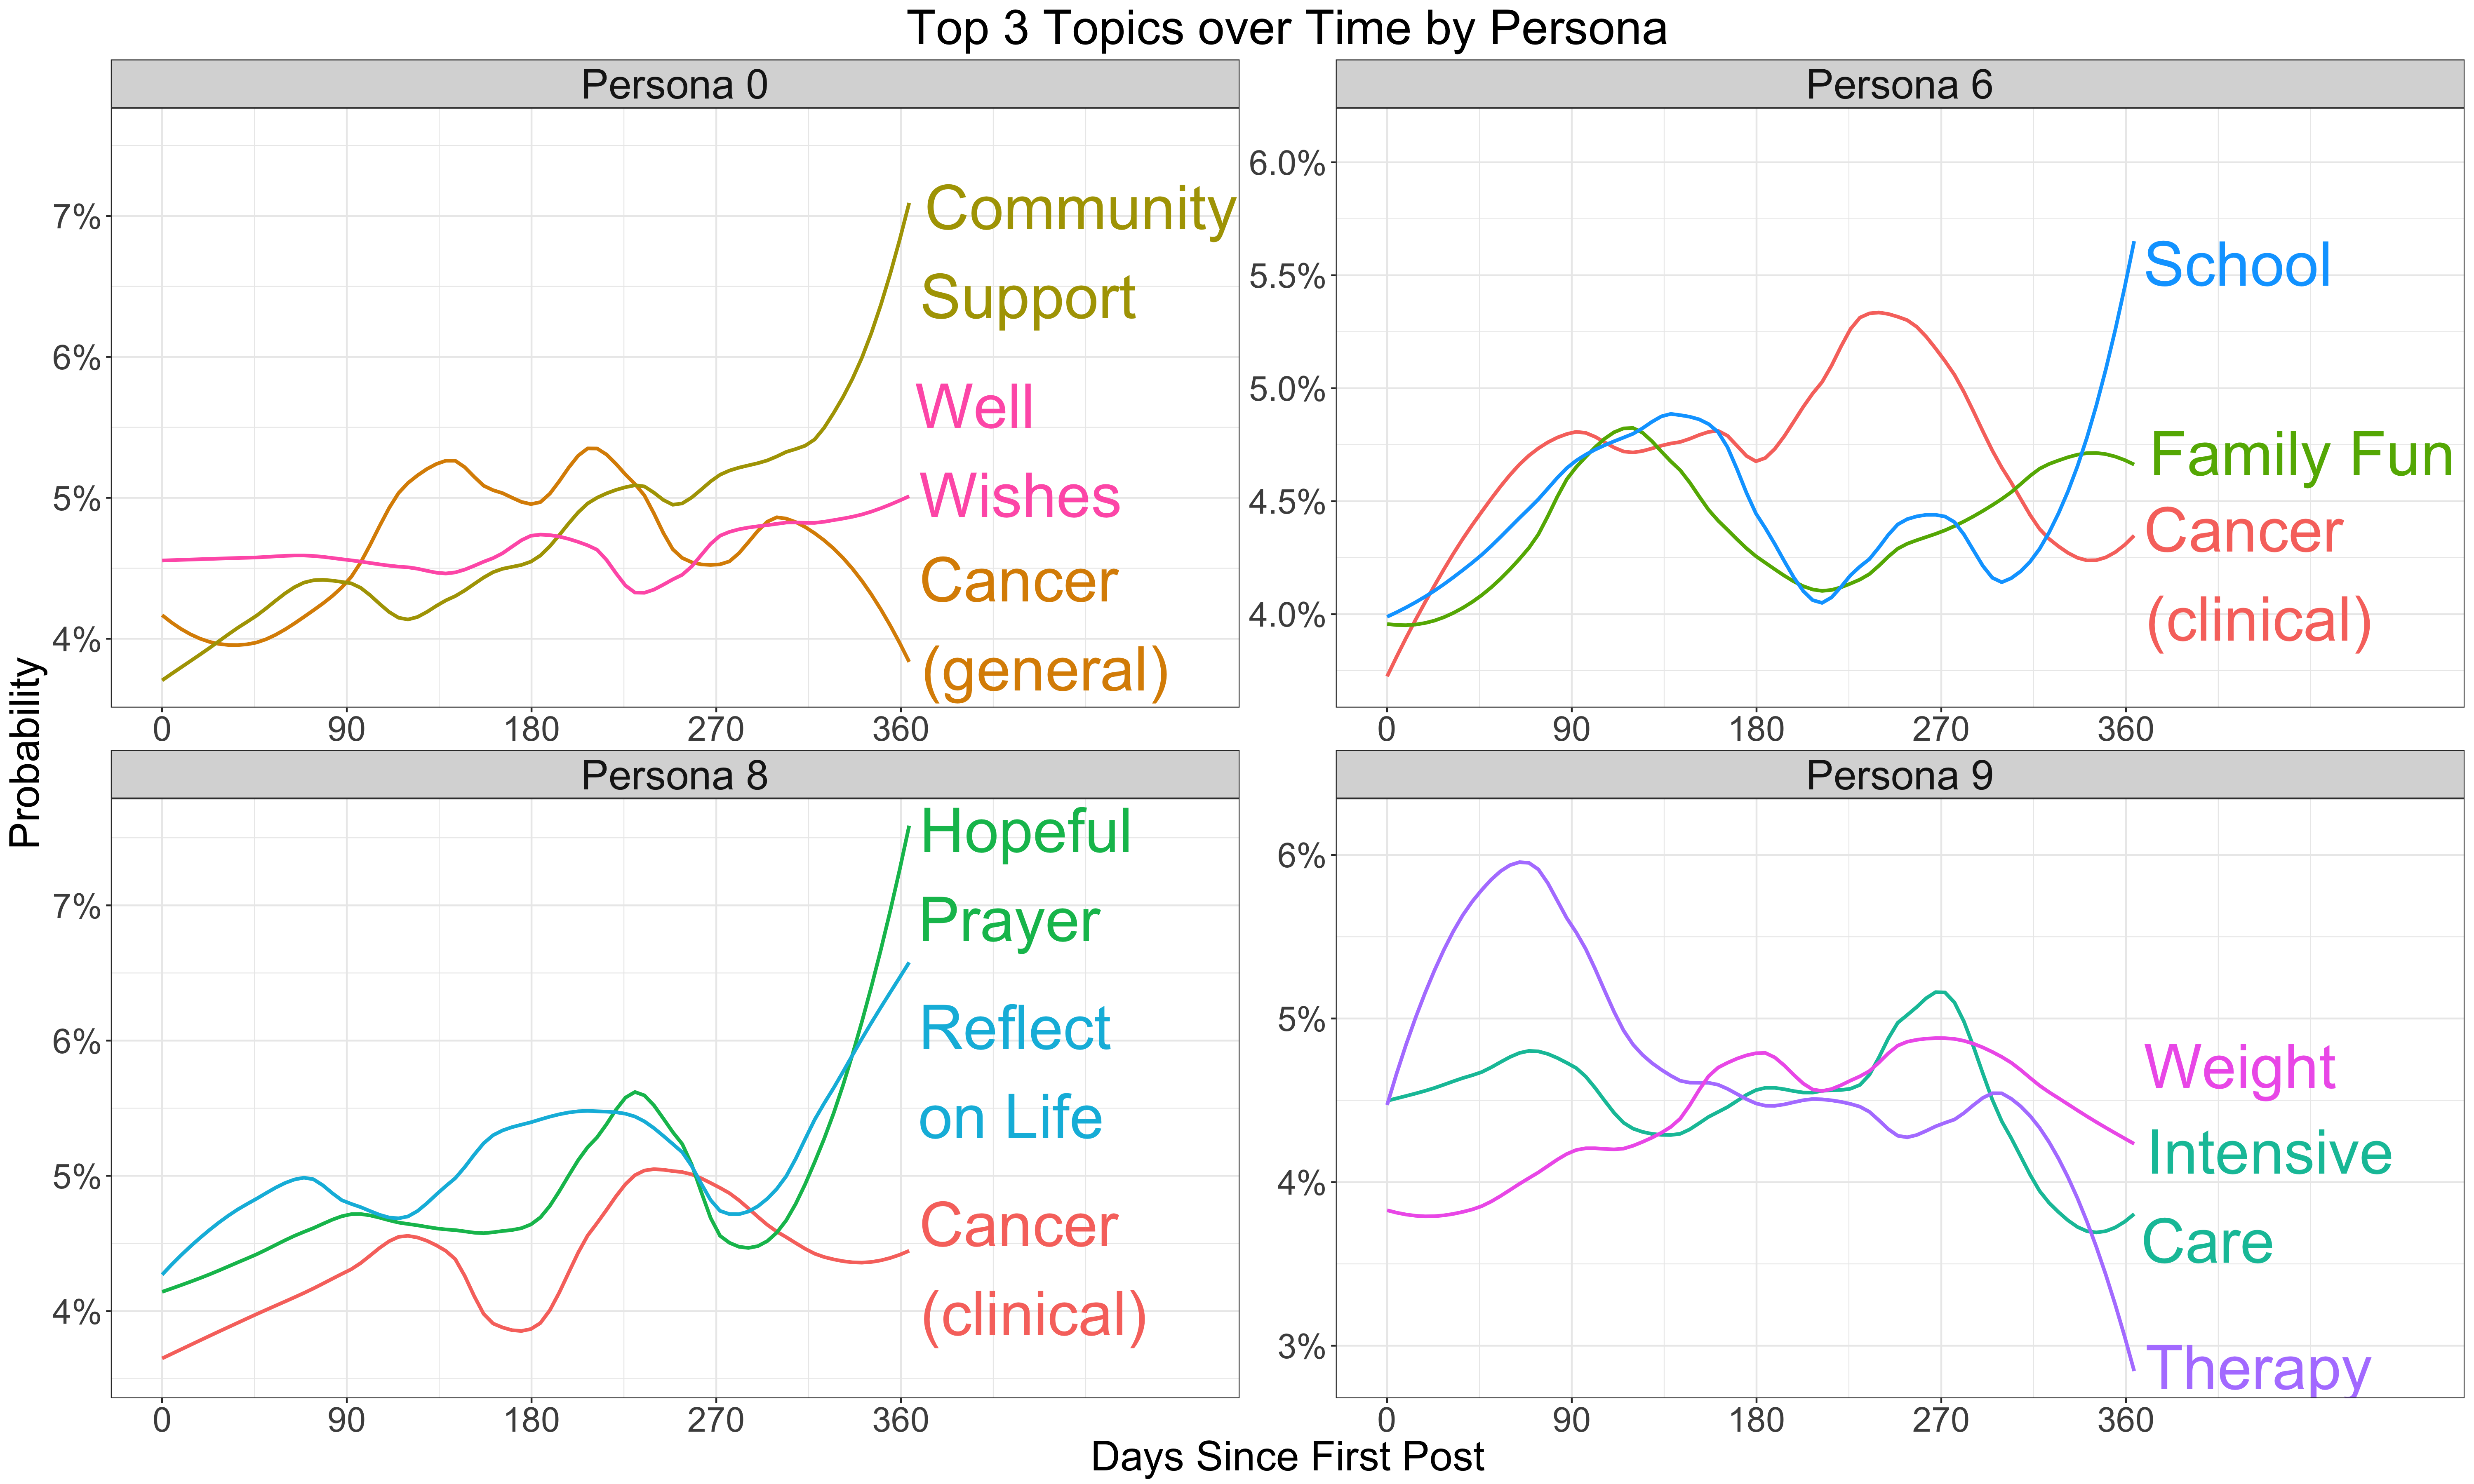 Top 3 Topics over Time by Persona
Persona 0
7%
6%
5%
4%
Community
Support
Well
Wishes
Cancer
(general)
0 90 180 270 360
Persona 6
6.0%
5.5%
5.0%
4.5%
4.0%
School
Family Fun
Cancer
(clinical)
0 90 180 270 360
Persona 8
7%
6%
5%
4%
Hopeful
Prayer
Reflect
on Life
Cancer
(clinical)
0 90 180 270 360
Persona 9
6%
5%
4%
3%
Weight
Intensive
Care
Therapy
0 90 180 270 360
Probability
Days Since First Post